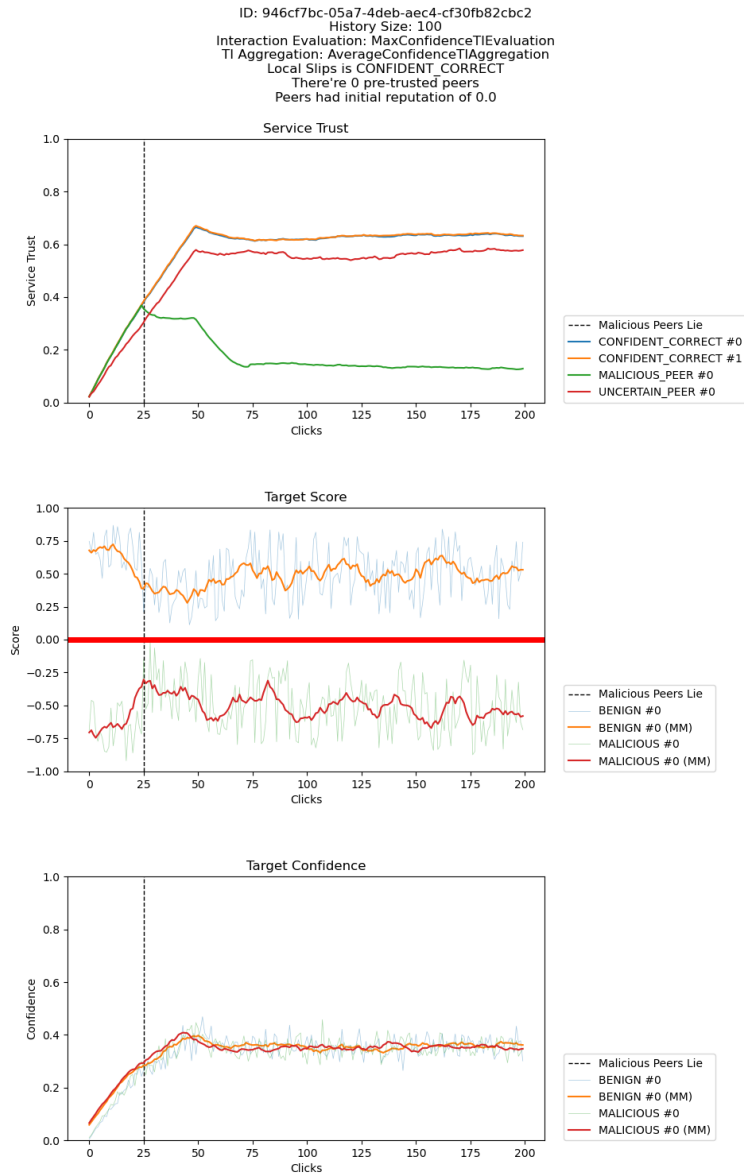 ID: 946cf7bc-05a7-4deb-aec4-cf30fb82cbc2
History Size: 100
Interaction Evaluation: MaxConfidenceTIEvaluation
TI Aggregation: AverageConfidenceTIAggregation
Local Slips is CONFIDENT_CORRECT
There're 0 pre-trusted peers
Peers had initial reputation of 0.0
Service Trust
1.0
0.8
0.6
0.4
0.2
0.0
Service Trust
0 25 50 75 100 125 150 175 200
Clicks
Malicious Peers Lie
CONFIDENT_CORRECT #0
CONFIDENT_CORRECT #1
MALICIOUS_PEER #0
UNCERTAIN_PEER #0
Target Score
1.00
0.75
0.50
0.25
0.00
−0.25
−0.50
−0.75
−1.00
Score
0 25 50 75 100 125 150 175 200
Clicks
Malicious Peers Lie
BENIGN #0
BENIGN #0 (MM)
MALICIOUS #0
MALICIOUS #0 (MM)
Target Confidence
1.0
0.8
0.6
0.4
0.2
0.0
Confidence
0 25 50 75 100 125 150 175 200
Clicks
Malicious Peers Lie
BENIGN #0
BENIGN #0 (MM)
MALICIOUS #0
MALICIOUS #0 (MM)